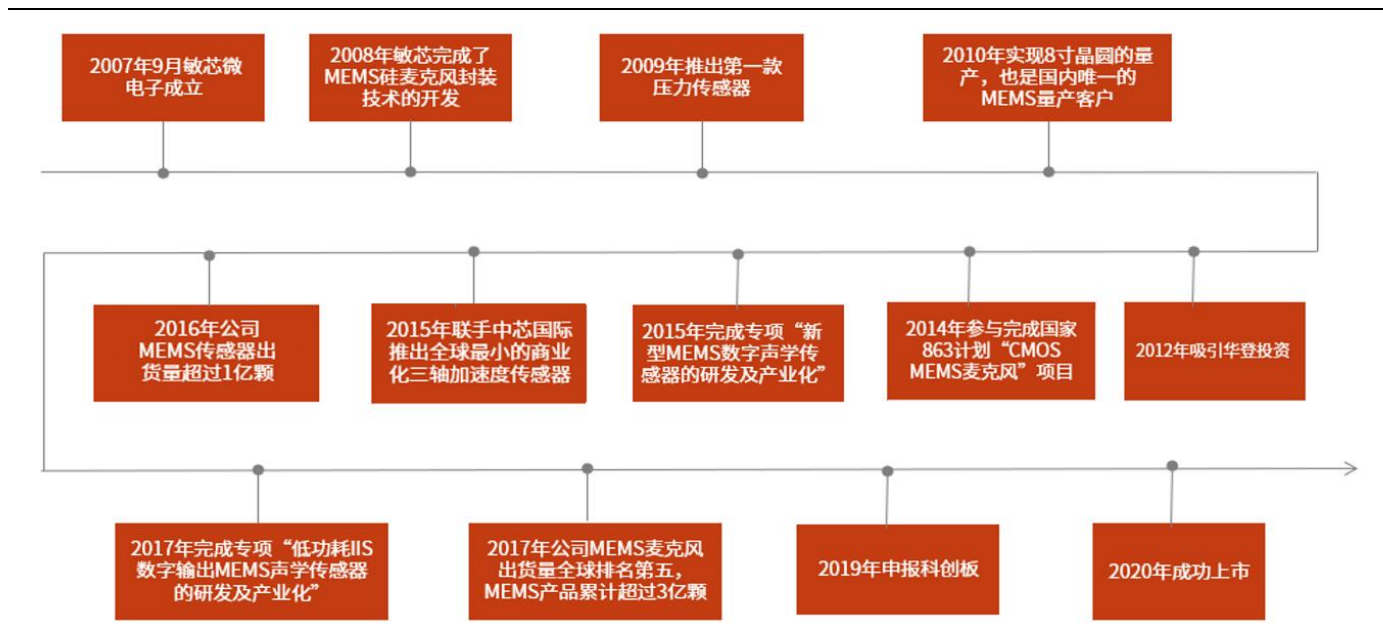 2007年9月敏芯微
电子成立
2008年敏芯完成了
MEMS硅麦克风封装
技术的开发
2009年推出第一款
压力传感器
2010年实现8寸晶圆的量
产，也是国内唯一的
MEMS量产客户
2012年吸引华登投资
2014年参与完成国家
863计划“CMOS
MEMS麦克风”项目
2015年完成专项“新
型MEMS数字声学传
感器的研发及产业化”
2015年联手中芯国际
推出全球最小的商业
化三轴加速度传感器
2016年公司
MEMS传感器出
货量超过1亿颗
2017年完成专项“低功耗IIS
数字输出MEMS声学传感器
的研发及产业化”
2017年公司MEMS麦克风
出货量全球排名第五，
MEMS产品累计超过3亿颗
2019年申报科创板
2020年成功上市